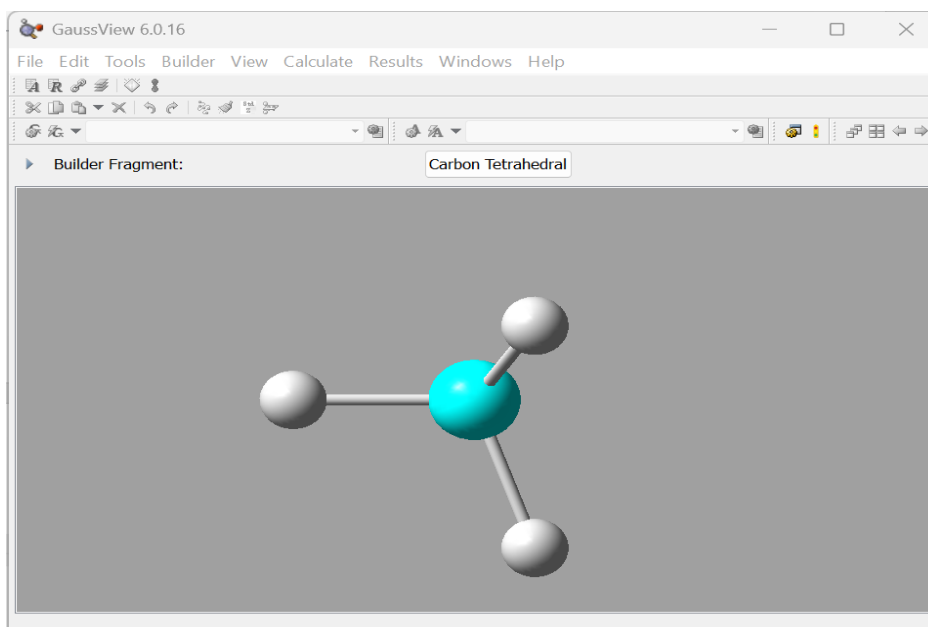 GaussView 6.0.16
File Edit Tools Builder View Calculate Results Windows Help
Builder Fragment: Carbon Tetrahedral